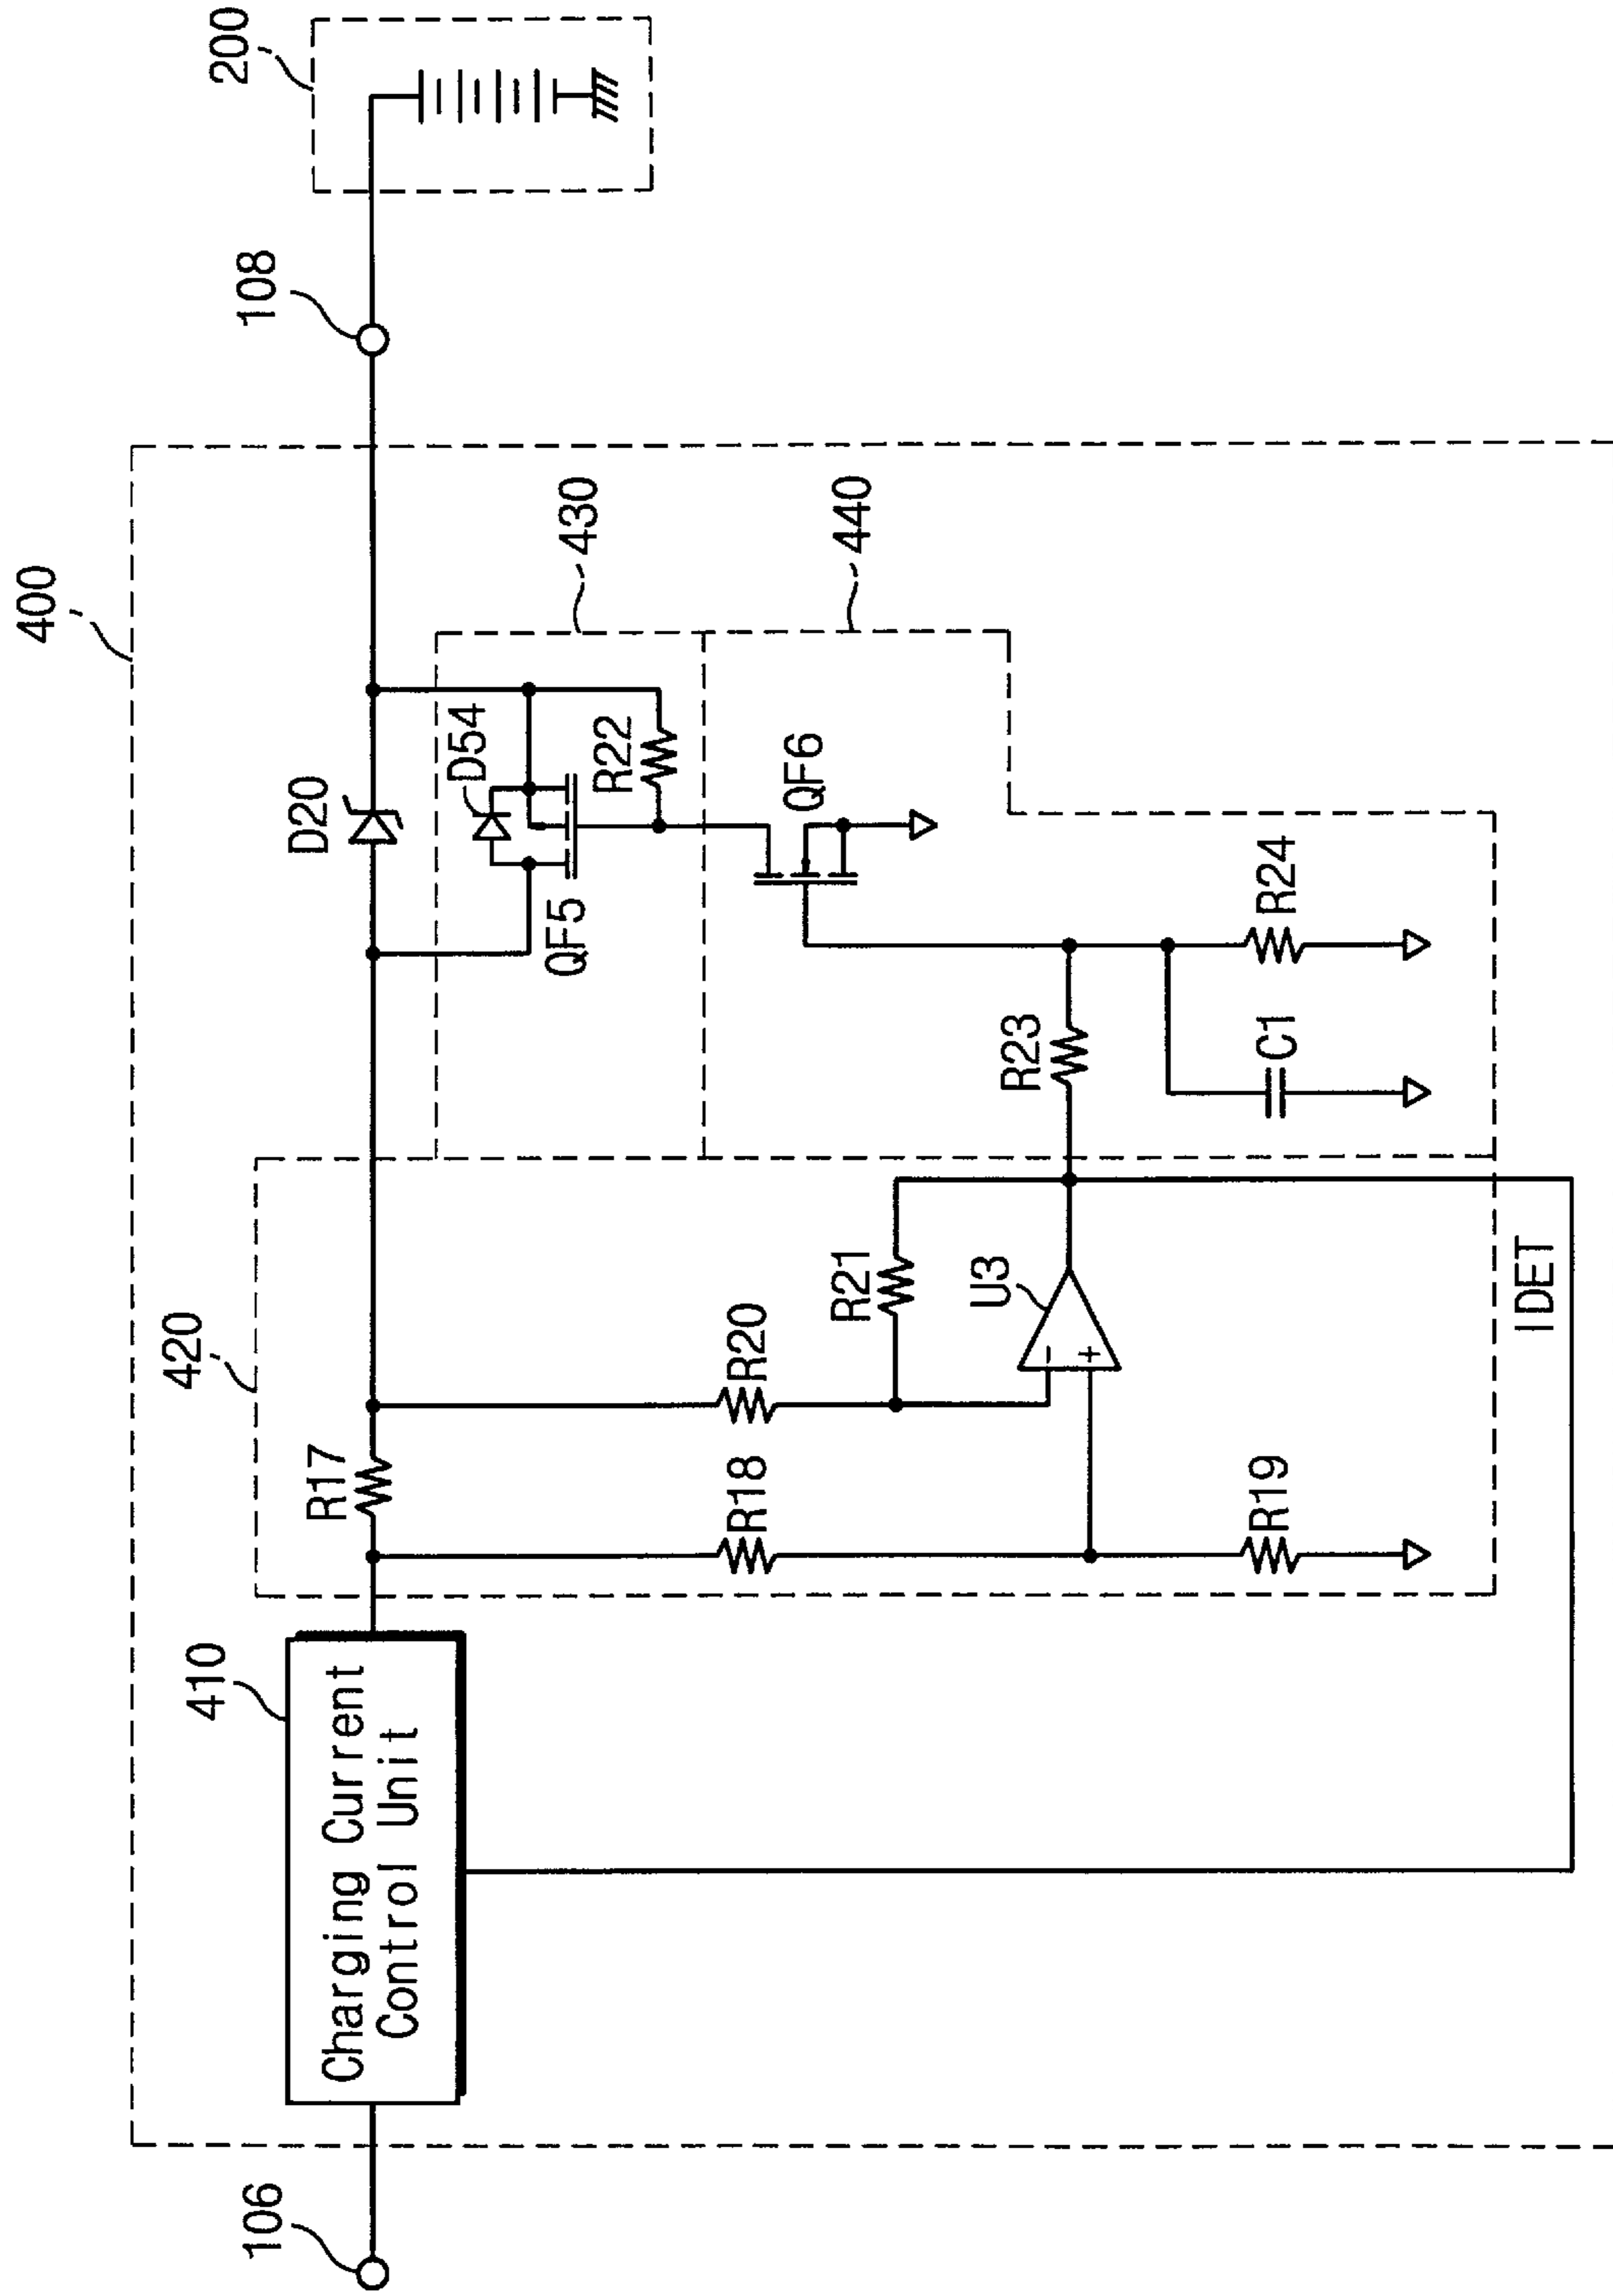 400
200
108
D20
D54
430
R22
QF5
440
QF6
R23
R24
C1
420
R17
R20
R21
U3
-
+
R18
R19
IDET
410
Charging Current
Control Unit
106